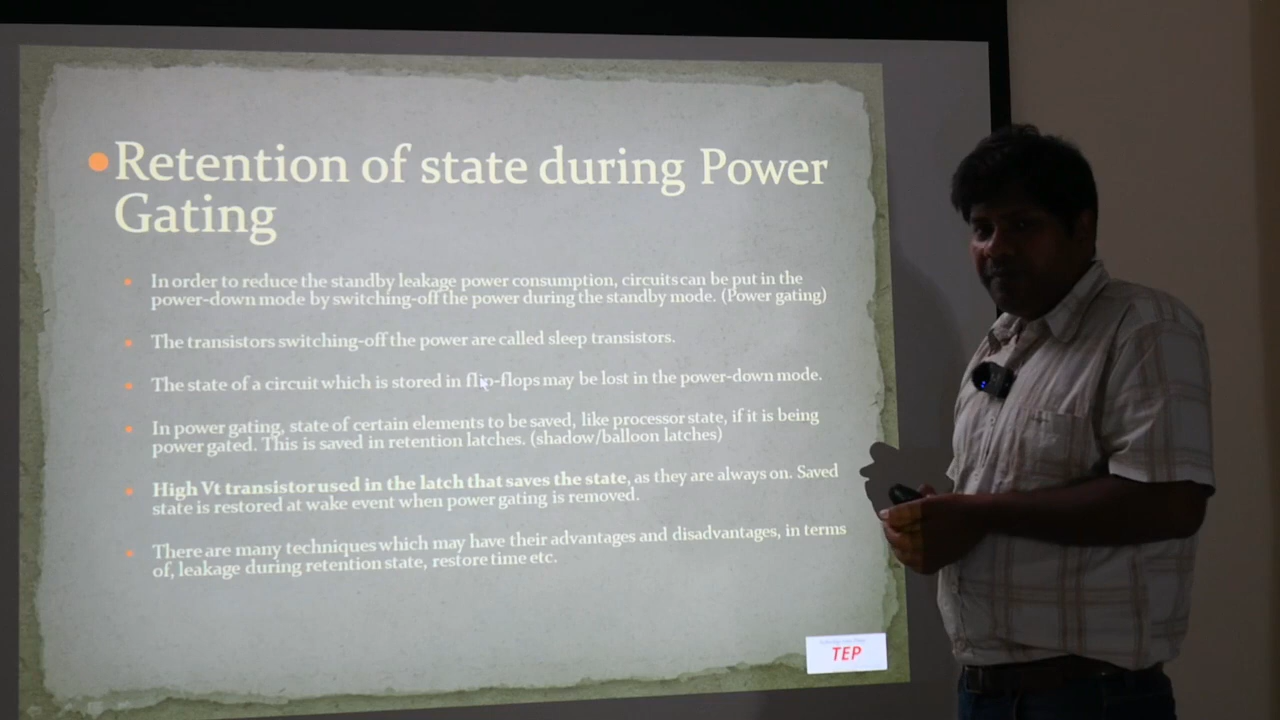 •Retention of state during Power
Gating
• In order to reduce the standby leakage power consumption, circuits can be put in the
power-down mode by switching-off the power during the standby mode. (Power gating)
• The transistors switching-off the power are called sleep transistors.
• The state of a circuit which is stored in flip-flops may be lost in the power-down mode.
• In power gating, state of certain elements to be saved, like processor state, if it is being
power gated. This is saved in retention latches. (shadow/balloon latches)
• High Vt transistor used in the latch that saves the state, as they are always on. Saved
state is restored at wake event when power gating is removed.
• There are many techniques which may have their advantages and disadvantages, in terms
of, leakage during retention state, restore time etc.
TEP